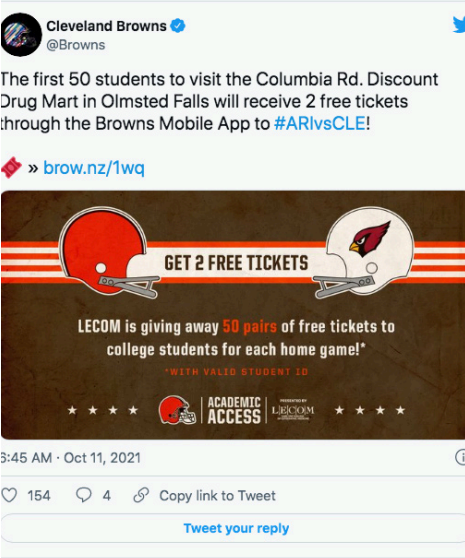 Cleveland Browns
@Browns
The first 50 students to visit the Columbia Rd. Discount
Drug Mart in Olmsted Falls will receive 2 free tickets
through the Browns Mobile App to #ARIvsCLE!
» brow.nz/1wq
GET 2 FREE TICKETS
LECOM is giving away 50 pairs of free tickets to
college students for each home game!*
*WITH VALID STUDENT ID
ACADEMIC
ACCESS
PRESENTED BY
LECOM
:45 AM · Oct 11, 2021
154
4
Copy link to Tweet
Tweet your reply